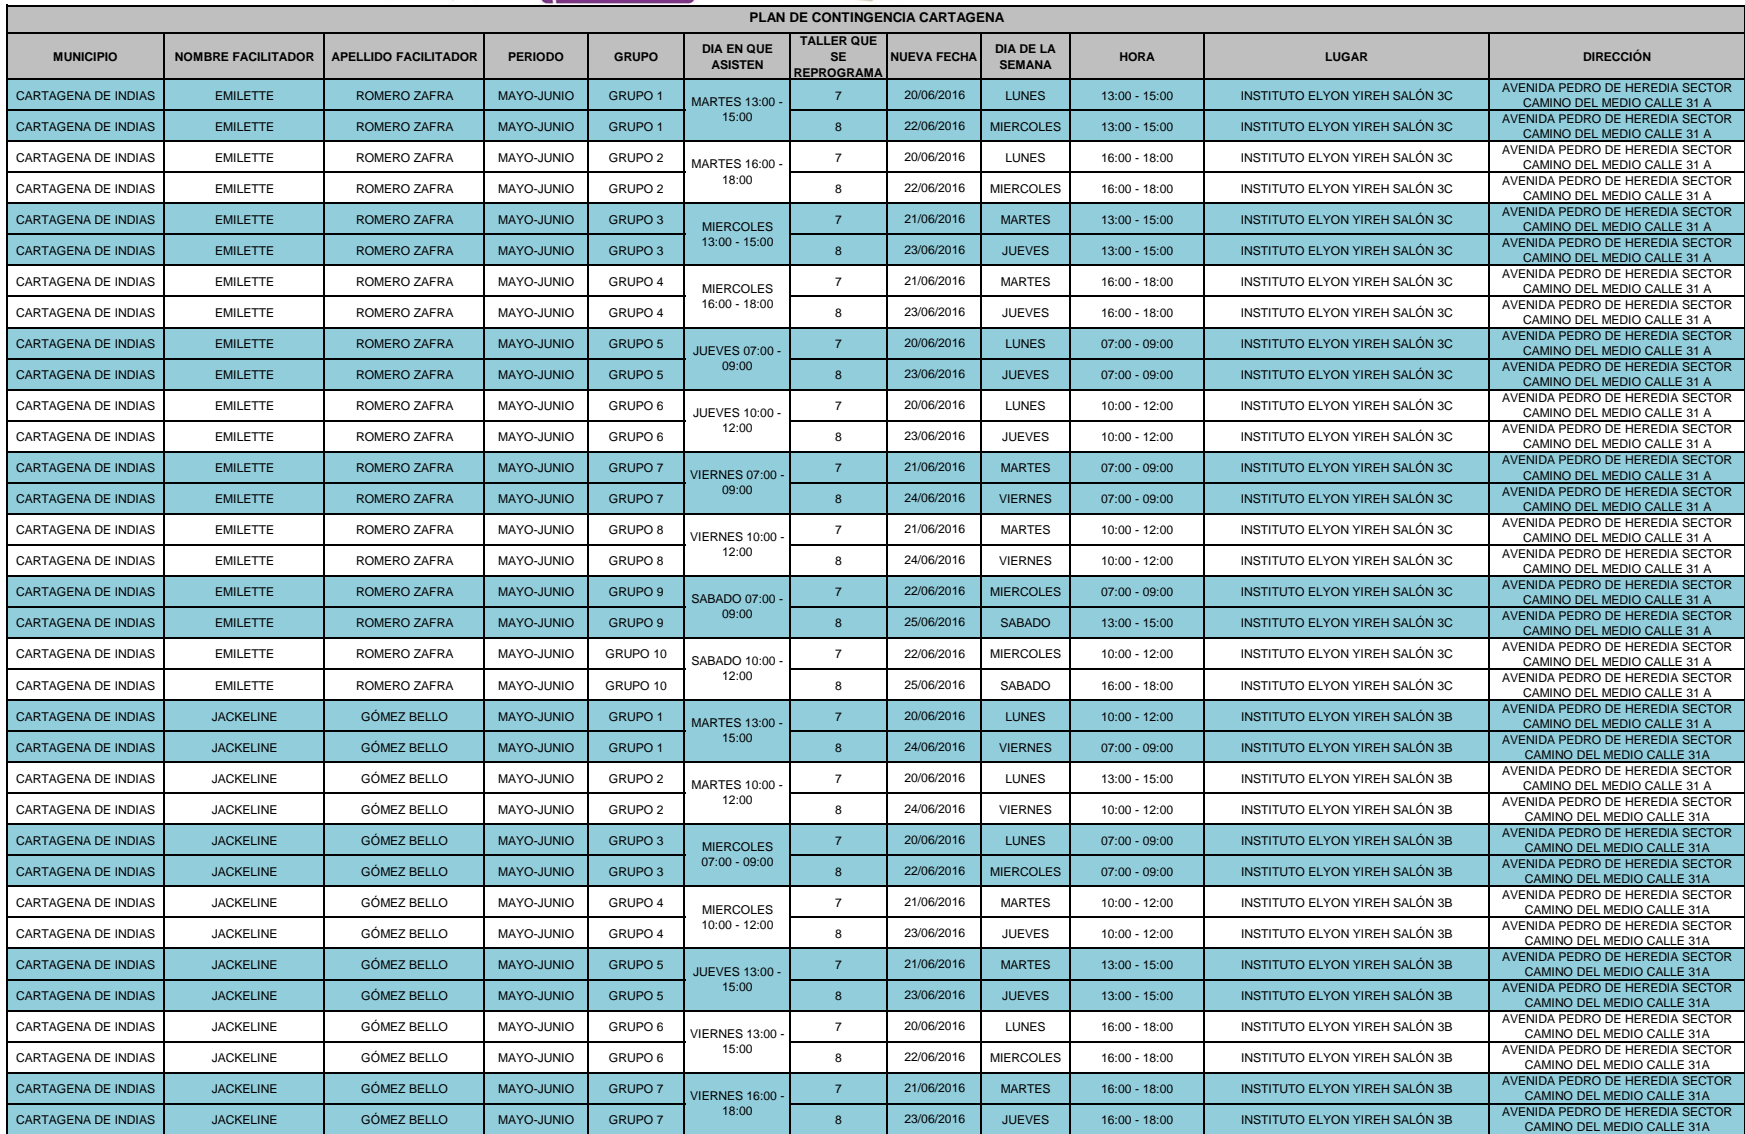 PLAN DE CONTINGENCIA CARTAGENA
MUNICIPIO NOMBRE FACILITADOR APELLIDO FACILITADOR PERIODO GRUPO DIA EN QUE ASISTEN TALLER QUE SE REPROGRAMA NUEVA FECHA DIA DE LA SEMANA HORA LUGAR DIRECCIÓN
CARTAGENA DE INDIAS EMILETTE ROMERO ZAFRA MAYO-JUNIO GRUPO 1 MARTES 13:00 - 15:00 7 20/06/2016 LUNES 13:00 - 15:00 INSTITUTO ELYON YIREH SALÓN 3C AVENIDA PEDRO DE HEREDIA SECTOR CAMINO DEL MEDIO CALLE 31 A
CARTAGENA DE INDIAS EMILETTE ROMERO ZAFRA MAYO-JUNIO GRUPO 1 8 22/06/2016 MIERCOLES 13:00 - 15:00 INSTITUTO ELYON YIREH SALÓN 3C AVENIDA PEDRO DE HEREDIA SECTOR CAMINO DEL MEDIO CALLE 31 A
CARTAGENA DE INDIAS EMILETTE ROMERO ZAFRA MAYO-JUNIO GRUPO 2 MARTES 16:00 - 18:00 7 20/06/2016 LUNES 16:00 - 18:00 INSTITUTO ELYON YIREH SALÓN 3C AVENIDA PEDRO DE HEREDIA SECTOR CAMINO DEL MEDIO CALLE 31 A
CARTAGENA DE INDIAS EMILETTE ROMERO ZAFRA MAYO-JUNIO GRUPO 2 8 22/06/2016 MIERCOLES 16:00 - 18:00 INSTITUTO ELYON YIREH SALÓN 3C AVENIDA PEDRO DE HEREDIA SECTOR CAMINO DEL MEDIO CALLE 31 A
CARTAGENA DE INDIAS EMILETTE ROMERO ZAFRA MAYO-JUNIO GRUPO 3 MIERCOLES 13:00 - 15:00 7 21/06/2016 MARTES 13:00 - 15:00 INSTITUTO ELYON YIREH SALÓN 3C AVENIDA PEDRO DE HEREDIA SECTOR CAMINO DEL MEDIO CALLE 31 A
CARTAGENA DE INDIAS EMILETTE ROMERO ZAFRA MAYO-JUNIO GRUPO 3 8 23/06/2016 JUEVES 13:00 - 15:00 INSTITUTO ELYON YIREH SALÓN 3C AVENIDA PEDRO DE HEREDIA SECTOR CAMINO DEL MEDIO CALLE 31 A
CARTAGENA DE INDIAS EMILETTE ROMERO ZAFRA MAYO-JUNIO GRUPO 4 MIERCOLES 16:00 - 18:00 7 21/06/2016 MARTES 16:00 - 18:00 INSTITUTO ELYON YIREH SALÓN 3C AVENIDA PEDRO DE HEREDIA SECTOR CAMINO DEL MEDIO CALLE 31 A
CARTAGENA DE INDIAS EMILETTE ROMERO ZAFRA MAYO-JUNIO GRUPO 4 8 23/06/2016 JUEVES 16:00 - 18:00 INSTITUTO ELYON YIREH SALÓN 3C AVENIDA PEDRO DE HEREDIA SECTOR CAMINO DEL MEDIO CALLE 31 A
CARTAGENA DE INDIAS EMILETTE ROMERO ZAFRA MAYO-JUNIO GRUPO 5 JUEVES 07:00 - 09:00 7 20/06/2016 LUNES 07:00 - 09:00 INSTITUTO ELYON YIREH SALÓN 3C AVENIDA PEDRO DE HEREDIA SECTOR CAMINO DEL MEDIO CALLE 31 A
CARTAGENA DE INDIAS EMILETTE ROMERO ZAFRA MAYO-JUNIO GRUPO 5 8 23/06/2016 JUEVES 07:00 - 09:00 INSTITUTO ELYON YIREH SALÓN 3C AVENIDA PEDRO DE HEREDIA SECTOR CAMINO DEL MEDIO CALLE 31 A
CARTAGENA DE INDIAS EMILETTE ROMERO ZAFRA MAYO-JUNIO GRUPO 6 JUEVES 10:00 - 12:00 7 20/06/2016 LUNES 10:00 - 12:00 INSTITUTO ELYON YIREH SALÓN 3C AVENIDA PEDRO DE HEREDIA SECTOR CAMINO DEL MEDIO CALLE 31 A
CARTAGENA DE INDIAS EMILETTE ROMERO ZAFRA MAYO-JUNIO GRUPO 6 8 23/06/2016 JUEVES 10:00 - 12:00 INSTITUTO ELYON YIREH SALÓN 3C AVENIDA PEDRO DE HEREDIA SECTOR CAMINO DEL MEDIO CALLE 31 A
CARTAGENA DE INDIAS EMILETTE ROMERO ZAFRA MAYO-JUNIO GRUPO 7 VIERNES 07:00 - 09:00 7 21/06/2016 MARTES 07:00 - 09:00 INSTITUTO ELYON YIREH SALÓN 3C AVENIDA PEDRO DE HEREDIA SECTOR CAMINO DEL MEDIO CALLE 31 A
CARTAGENA DE INDIAS EMILETTE ROMERO ZAFRA MAYO-JUNIO GRUPO 7 8 24/06/2016 VIERNES 07:00 - 09:00 INSTITUTO ELYON YIREH SALÓN 3C AVENIDA PEDRO DE HEREDIA SECTOR CAMINO DEL MEDIO CALLE 31 A
CARTAGENA DE INDIAS EMILETTE ROMERO ZAFRA MAYO-JUNIO GRUPO 8 VIERNES 10:00 - 12:00 7 21/06/2016 MARTES 10:00 - 12:00 INSTITUTO ELYON YIREH SALÓN 3C AVENIDA PEDRO DE HEREDIA SECTOR CAMINO DEL MEDIO CALLE 31 A
CARTAGENA DE INDIAS EMILETTE ROMERO ZAFRA MAYO-JUNIO GRUPO 8 8 24/06/2016 VIERNES 10:00 - 12:00 INSTITUTO ELYON YIREH SALÓN 3C AVENIDA PEDRO DE HEREDIA SECTOR CAMINO DEL MEDIO CALLE 31 A
CARTAGENA DE INDIAS EMILETTE ROMERO ZAFRA MAYO-JUNIO GRUPO 9 SABADO 07:00 - 09:00 7 22/06/2016 MIERCOLES 07:00 - 09:00 INSTITUTO ELYON YIREH SALÓN 3C AVENIDA PEDRO DE HEREDIA SECTOR CAMINO DEL MEDIO CALLE 31 A
CARTAGENA DE INDIAS EMILETTE ROMERO ZAFRA MAYO-JUNIO GRUPO 9 8 25/06/2016 SABADO 13:00 - 15:00 INSTITUTO ELYON YIREH SALÓN 3C AVENIDA PEDRO DE HEREDIA SECTOR CAMINO DEL MEDIO CALLE 31 A
CARTAGENA DE INDIAS EMILETTE ROMERO ZAFRA MAYO-JUNIO GRUPO 10 SABADO 10:00 - 12:00 7 22/06/2016 MIERCOLES 10:00 - 12:00 INSTITUTO ELYON YIREH SALÓN 3C AVENIDA PEDRO DE HEREDIA SECTOR CAMINO DEL MEDIO CALLE 31 A
CARTAGENA DE INDIAS EMILETTE ROMERO ZAFRA MAYO-JUNIO GRUPO 10 8 25/06/2016 SABADO 16:00 - 18:00 INSTITUTO ELYON YIREH SALÓN 3C AVENIDA PEDRO DE HEREDIA SECTOR CAMINO DEL MEDIO CALLE 31 A
CARTAGENA DE INDIAS JACKELINE GÓMEZ BELLO MAYO-JUNIO GRUPO 1 MARTES 13:00 - 15:00 7 20/06/2016 LUNES 10:00 - 12:00 INSTITUTO ELYON YIREH SALÓN 3B AVENIDA PEDRO DE HEREDIA SECTOR CAMINO DEL MEDIO CALLE 31 A
CARTAGENA DE INDIAS JACKELINE GÓMEZ BELLO MAYO-JUNIO GRUPO 1 8 24/06/2016 VIERNES 07:00 - 09:00 INSTITUTO ELYON YIREH SALÓN 3B AVENIDA PEDRO DE HEREDIA SECTOR CAMINO DEL MEDIO CALLE 31A
CARTAGENA DE INDIAS JACKELINE GÓMEZ BELLO MAYO-JUNIO GRUPO 2 MARTES 10:00 - 12:00 7 20/06/2016 LUNES 13:00 - 15:00 INSTITUTO ELYON YIREH SALÓN 3B AVENIDA PEDRO DE HEREDIA SECTOR CAMINO DEL MEDIO CALLE 31 A
CARTAGENA DE INDIAS JACKELINE GÓMEZ BELLO MAYO-JUNIO GRUPO 2 8 24/06/2016 VIERNES 10:00 - 12:00 INSTITUTO ELYON YIREH SALÓN 3B AVENIDA PEDRO DE HEREDIA SECTOR CAMINO DEL MEDIO CALLE 31A
CARTAGENA DE INDIAS JACKELINE GÓMEZ BELLO MAYO-JUNIO GRUPO 3 MIERCOLES 07:00 - 09:00 7 20/06/2016 LUNES 07:00 - 09:00 INSTITUTO ELYON YIREH SALÓN 3B AVENIDA PEDRO DE HEREDIA SECTOR CAMINO DEL MEDIO CALLE 31A
CARTAGENA DE INDIAS JACKELINE GÓMEZ BELLO MAYO-JUNIO GRUPO 3 8 22/06/2016 MIERCOLES 07:00 - 09:00 INSTITUTO ELYON YIREH SALÓN 3B AVENIDA PEDRO DE HEREDIA SECTOR CAMINO DEL MEDIO CALLE 31A
CARTAGENA DE INDIAS JACKELINE GÓMEZ BELLO MAYO-JUNIO GRUPO 4 MIERCOLES 10:00 - 12:00 7 21/06/2016 MARTES 10:00 - 12:00 INSTITUTO ELYON YIREH SALÓN 3B AVENIDA PEDRO DE HEREDIA SECTOR CAMINO DEL MEDIO CALLE 31A
CARTAGENA DE INDIAS JACKELINE GÓMEZ BELLO MAYO-JUNIO GRUPO 4 8 23/06/2016 JUEVES 10:00 - 12:00 INSTITUTO ELYON YIREH SALÓN 3B AVENIDA PEDRO DE HEREDIA SECTOR CAMINO DEL MEDIO CALLE 31A
CARTAGENA DE INDIAS JACKELINE GÓMEZ BELLO MAYO-JUNIO GRUPO 5 JUEVES 13:00 - 15:00 7 21/06/2016 MARTES 13:00 - 15:00 INSTITUTO ELYON YIREH SALÓN 3B AVENIDA PEDRO DE HEREDIA SECTOR CAMINO DEL MEDIO CALLE 31A
CARTAGENA DE INDIAS JACKELINE GÓMEZ BELLO MAYO-JUNIO GRUPO 5 8 23/06/2016 JUEVES 13:00 - 15:00 INSTITUTO ELYON YIREH SALÓN 3B AVENIDA PEDRO DE HEREDIA SECTOR CAMINO DEL MEDIO CALLE 31A
CARTAGENA DE INDIAS JACKELINE GÓMEZ BELLO MAYO-JUNIO GRUPO 6 VIERNES 13:00 - 15:00 7 20/06/2016 LUNES 16:00 - 18:00 INSTITUTO ELYON YIREH SALÓN 3B AVENIDA PEDRO DE HEREDIA SECTOR CAMINO DEL MEDIO CALLE 31A
CARTAGENA DE INDIAS JACKELINE GÓMEZ BELLO MAYO-JUNIO GRUPO 6 8 22/06/2016 MIERCOLES 16:00 - 18:00 INSTITUTO ELYON YIREH SALÓN 3B AVENIDA PEDRO DE HEREDIA SECTOR CAMINO DEL MEDIO CALLE 31A
CARTAGENA DE INDIAS JACKELINE GÓMEZ BELLO MAYO-JUNIO GRUPO 7 VIERNES 16:00 - 18:00 7 21/06/2016 MARTES 16:00 - 18:00 INSTITUTO ELYON YIREH SALÓN 3B AVENIDA PEDRO DE HEREDIA SECTOR CAMINO DEL MEDIO CALLE 31A
CARTAGENA DE INDIAS JACKELINE GÓMEZ BELLO MAYO-JUNIO GRUPO 7 8 23/06/2016 JUEVES 16:00 - 18:00 INSTITUTO ELYON YIREH SALÓN 3B AVENIDA PEDRO DE HEREDIA SECTOR CAMINO DEL MEDIO CALLE 31A